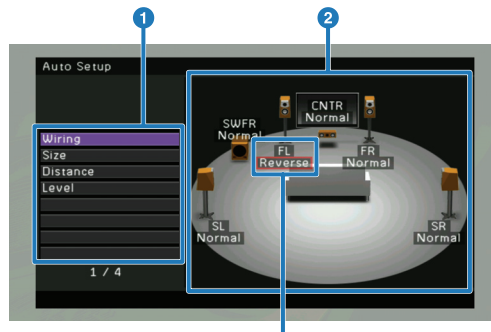 1
2
Auto Setup
Wiring
Size
Distance
Level
1 / 4
CNTR
Normal
SWFR
Normal
FL
Reverse
FR
Normal
SL
Normal
SR
Normal